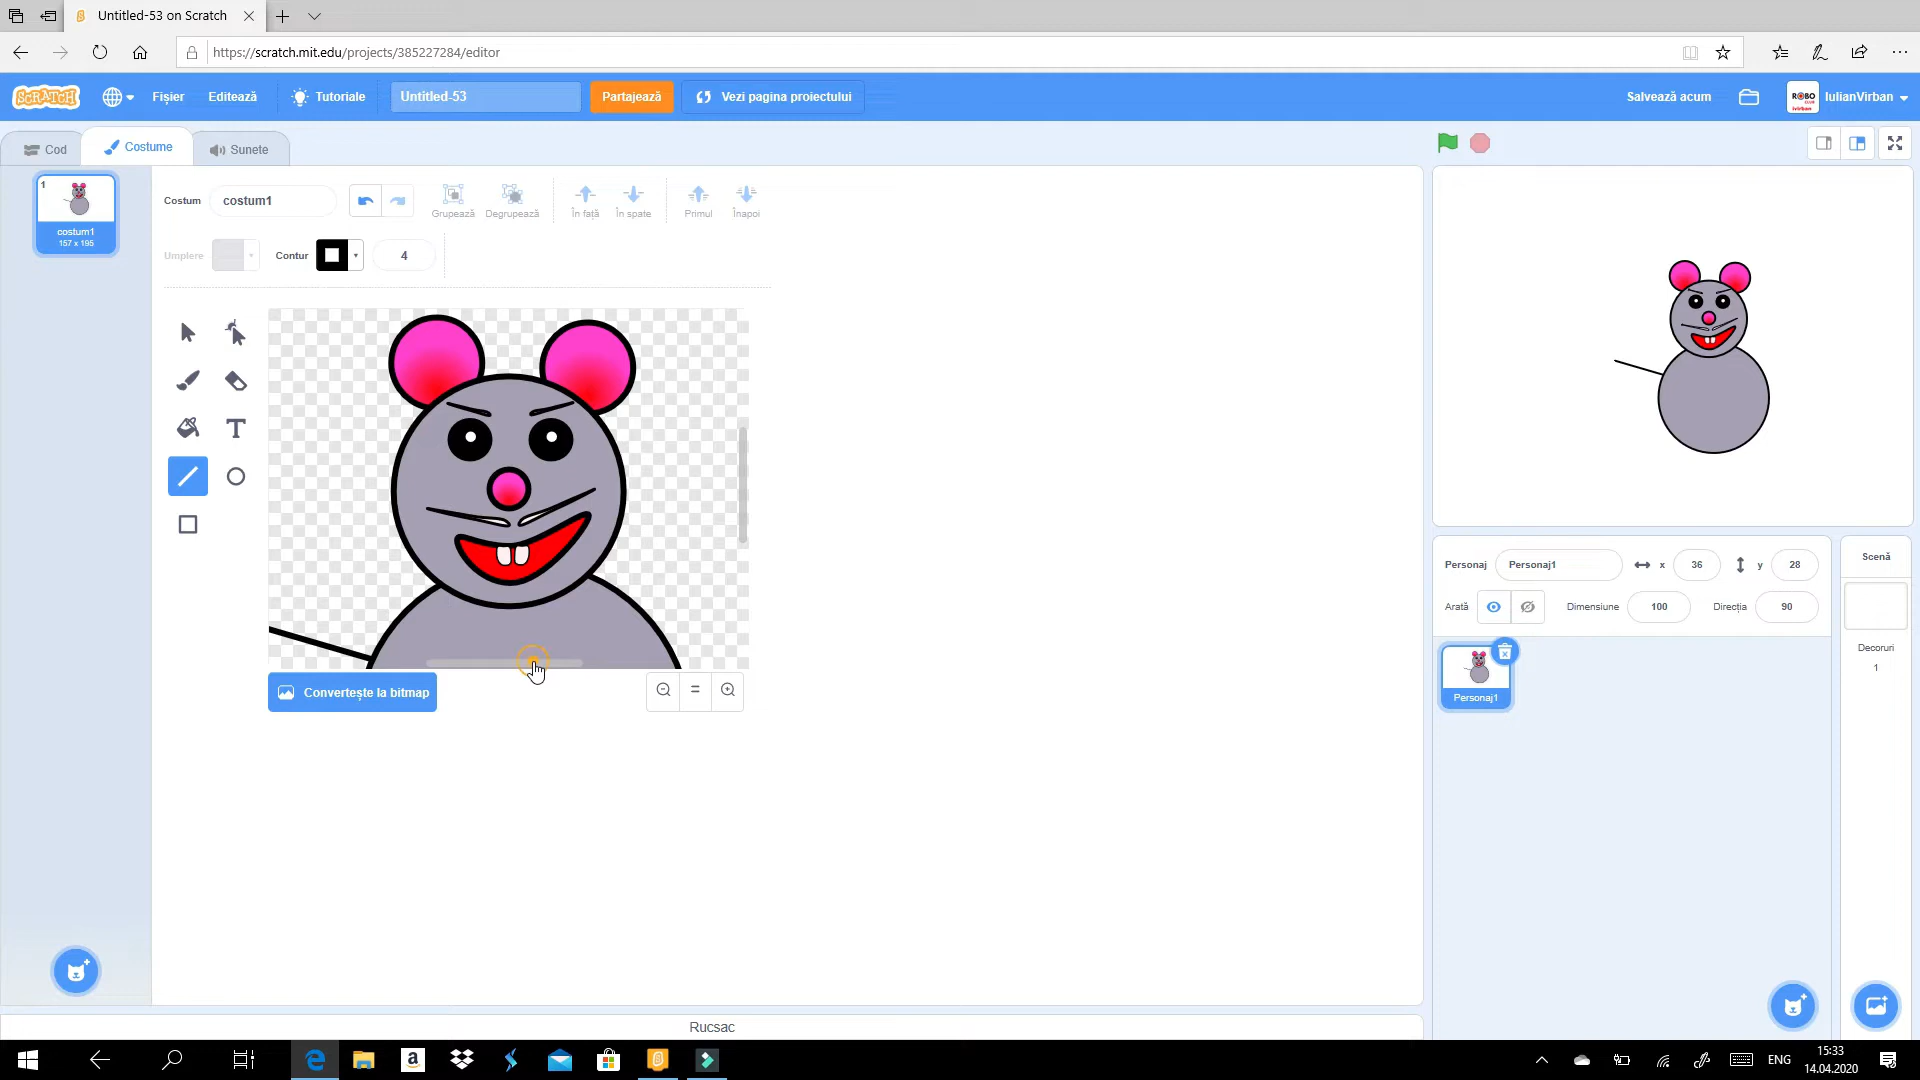 Untitled-53 on Scratch
https://scratch.mit.edu/projects/385227284/editor
SCRATCH
Fișier
Editează
Tutoriale
Untitled-53
Partajează
Vezi pagina proiectului
Salvează acum
ROBO
IulianVirban
Cod
Costume
Sunete
1
costum1
157 x 195
Costum
costum1
Grupează
Degrupează
În față
În spate
Primul
Înapoi
Umplere
Contur
4
Convertește la bitmap
Personaj
Personaj1
x
36
y
28
Arată
Dimensiune
100
Direcția
90
Personaj1
Scenă
Decoruri
1
Rucsac
ENG
15:33
14.04.2020